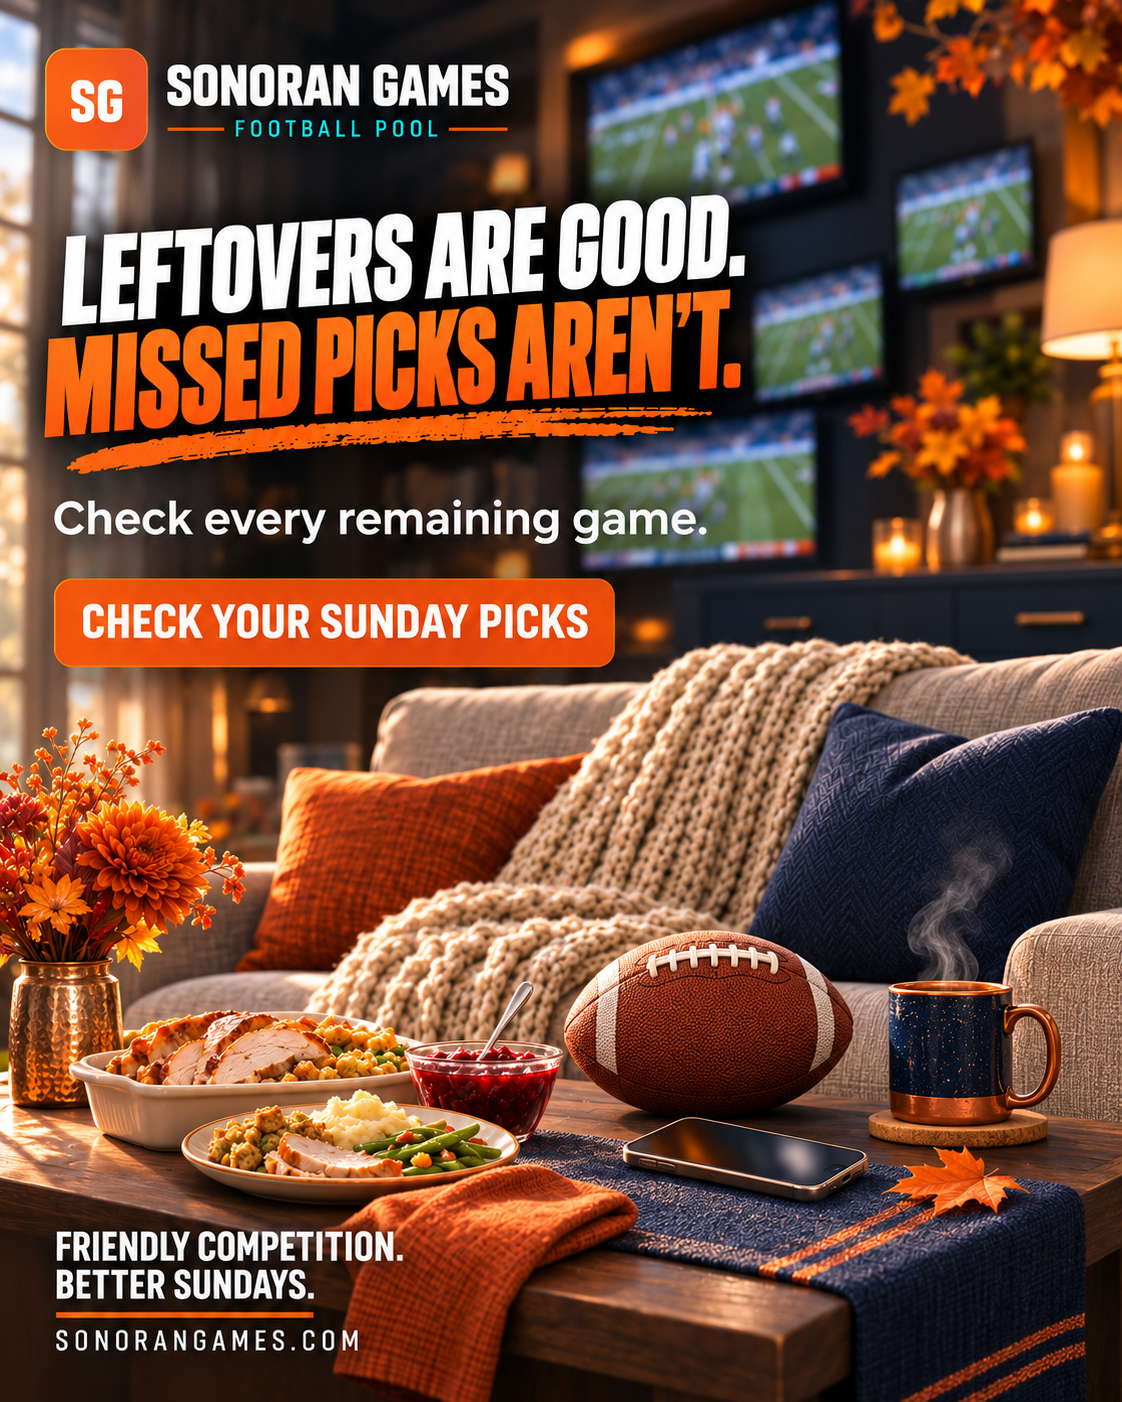 SG
SONORAN GAMES
FOOTBALL POOL
LEFTOVERS ARE GOOD.
MISSED PICKS AREN'T.
Check every remaining game.
CHECK YOUR SUNDAY PICKS
FRIENDLY COMPETITION.
BETTER SUNDAYS.
SONORANGAMES.COM